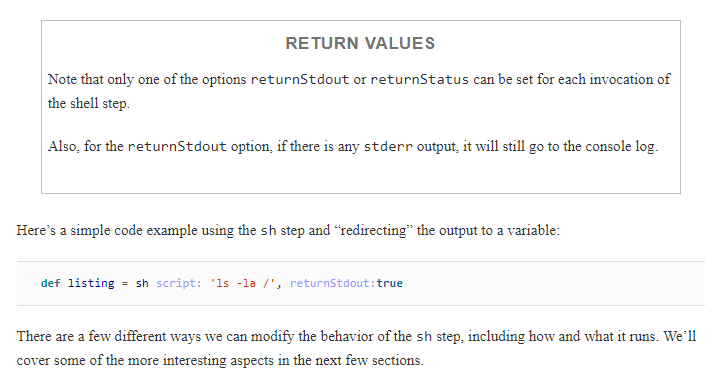 RETURN VALUES
Note that only one of the options returnStdout or returnStatus can be set for each invocation of
the shell step.
Also, for the returnStdout option, if there is any stderr output, it will still go to the console log.
Here’s a simple code example using the sh step and “redirecting” the output to a variable:
def listing = sh script: 'ls -la /', returnStdout:true
There are a few different ways we can modify the behavior of the sh step, including how and what it runs. We’ll
cover some of the more interesting aspects in the next few sections.